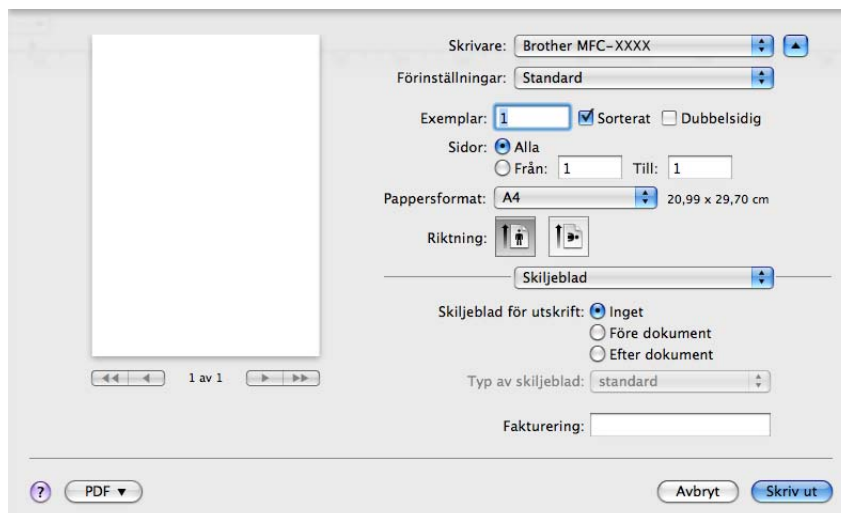 Skrivare: Brother MFC-XXXX
Förinställningar: Standard
Exemplar: 1 Sorterat Dubbelsidig
Sidor: Alla
Från: 1 Till: 1
Pappersformat: A4 20,99 x 29,70 cm
Riktning:
Skiljeblad
Skiljeblad för utskrift: Inget
Före dokument
Efter dokument
1 av 1
Typ av skiljeblad: standard
Fakturering:
? PDF Avbryt Skriv ut